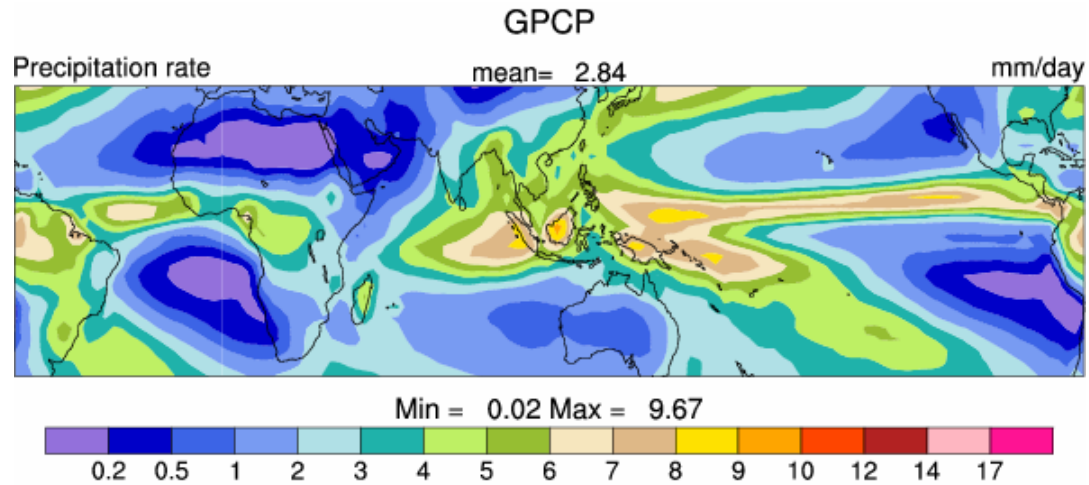 GPCP
Precipitation rate mean= 2.84 mm/day
Min = 0.02 Max = 9.67
0.2 0.5 1 2 3 4 5 6 7 8 9 10 12 14 17